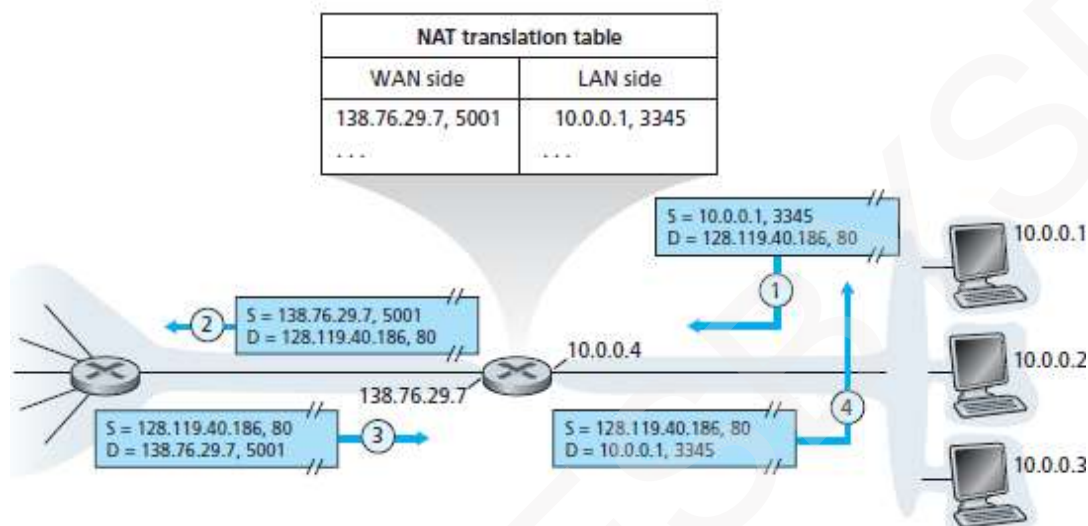 NAT translation table
WAN side LAN side
138.76.29.7, 5001 10.0.0.1, 3345
. . . . . .
S = 10.0.0.1, 3345
D = 128.119.40.186, 80
10.0.0.1
1
S = 138.76.29.7, 5001
D = 128.119.40.186, 80
2
10.0.0.4
10.0.0.2
138.76.29.7
4
S = 128.119.40.186, 80
D = 138.76.29.7, 5001
3
S = 128.119.40.186, 80
D = 10.0.0.1, 3345
10.0.0.3